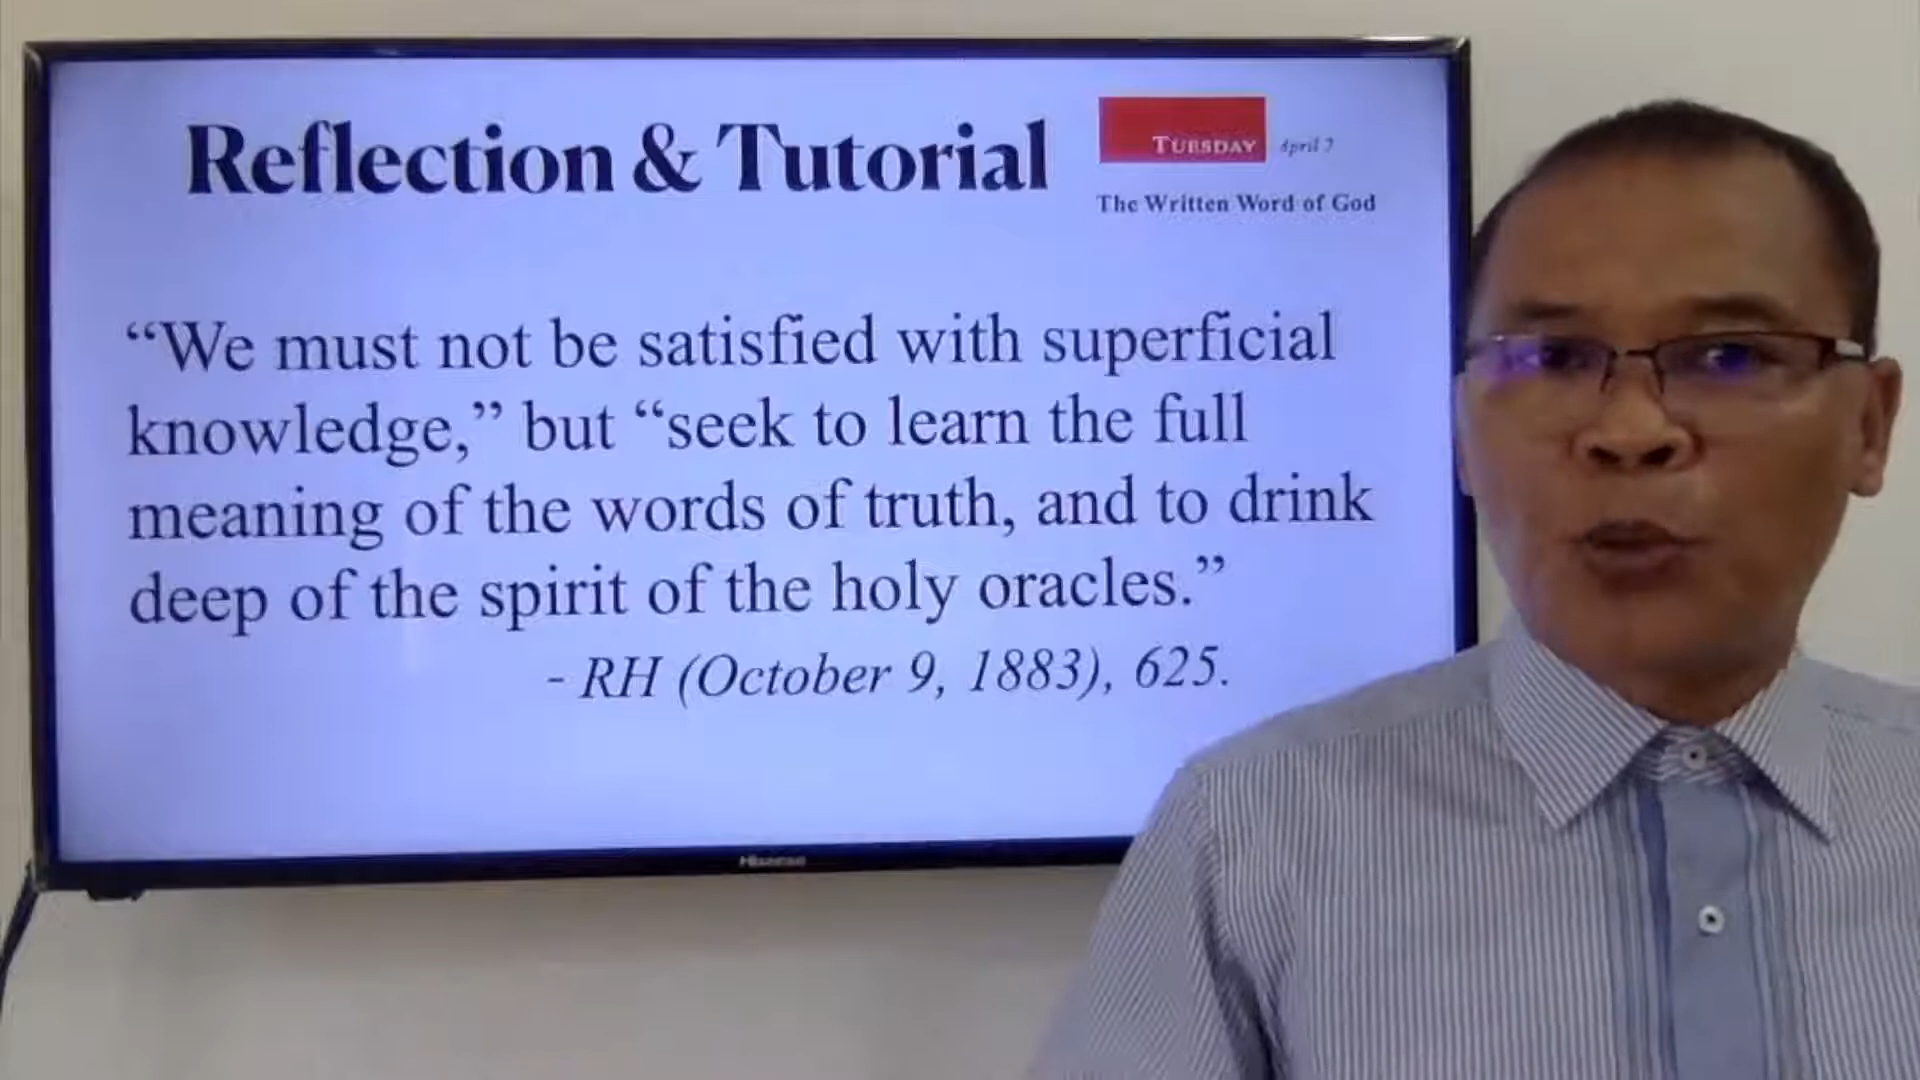 Reflection & Tutorial
TUESDAY April 7
The Written Word of God
“We must not be satisfied with superficial
knowledge,” but “seek to learn the full
meaning of the words of truth, and to drink
deep of the spirit of the holy oracles.”
- RH (October 9, 1883), 625.
Hisense